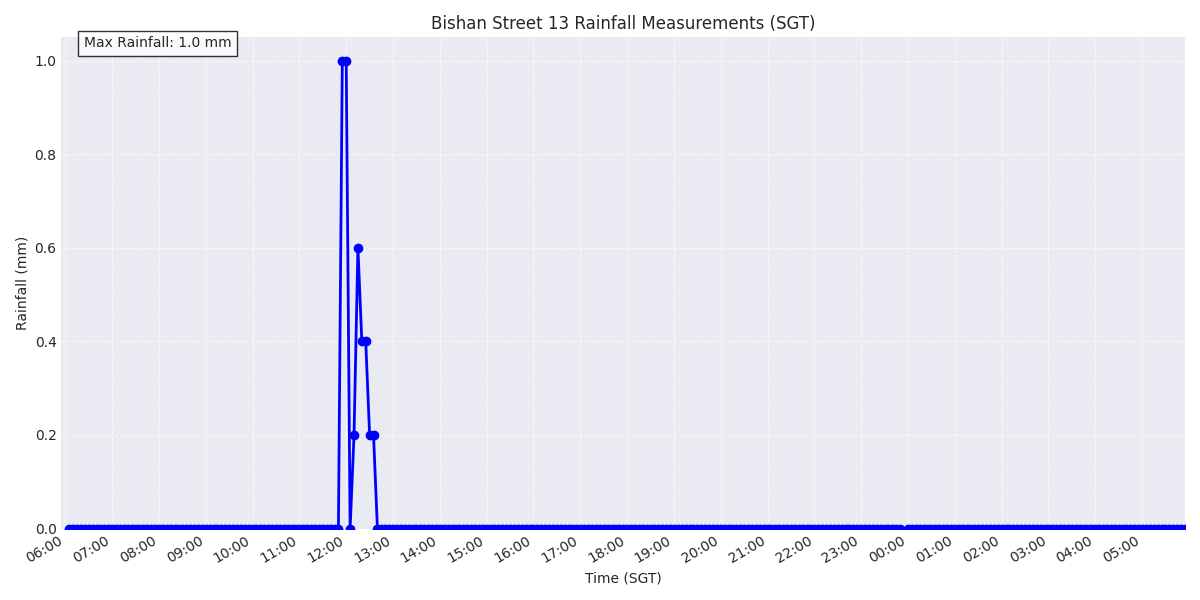 Bishan Street 13 Rainfall Measurements (SGT)
Max Rainfall: 1.0 mm
1.0
0.8
0.6
0.4
0.2
0.0
Rainfall (mm)
06:00 07:00 08:00 09:00 10:00 11:00 12:00 13:00 14:00 15:00 16:00 17:00 18:00 19:00 20:00 21:00 22:00 23:00 00:00 01:00 02:00 03:00 04:00 05:00
Time (SGT)